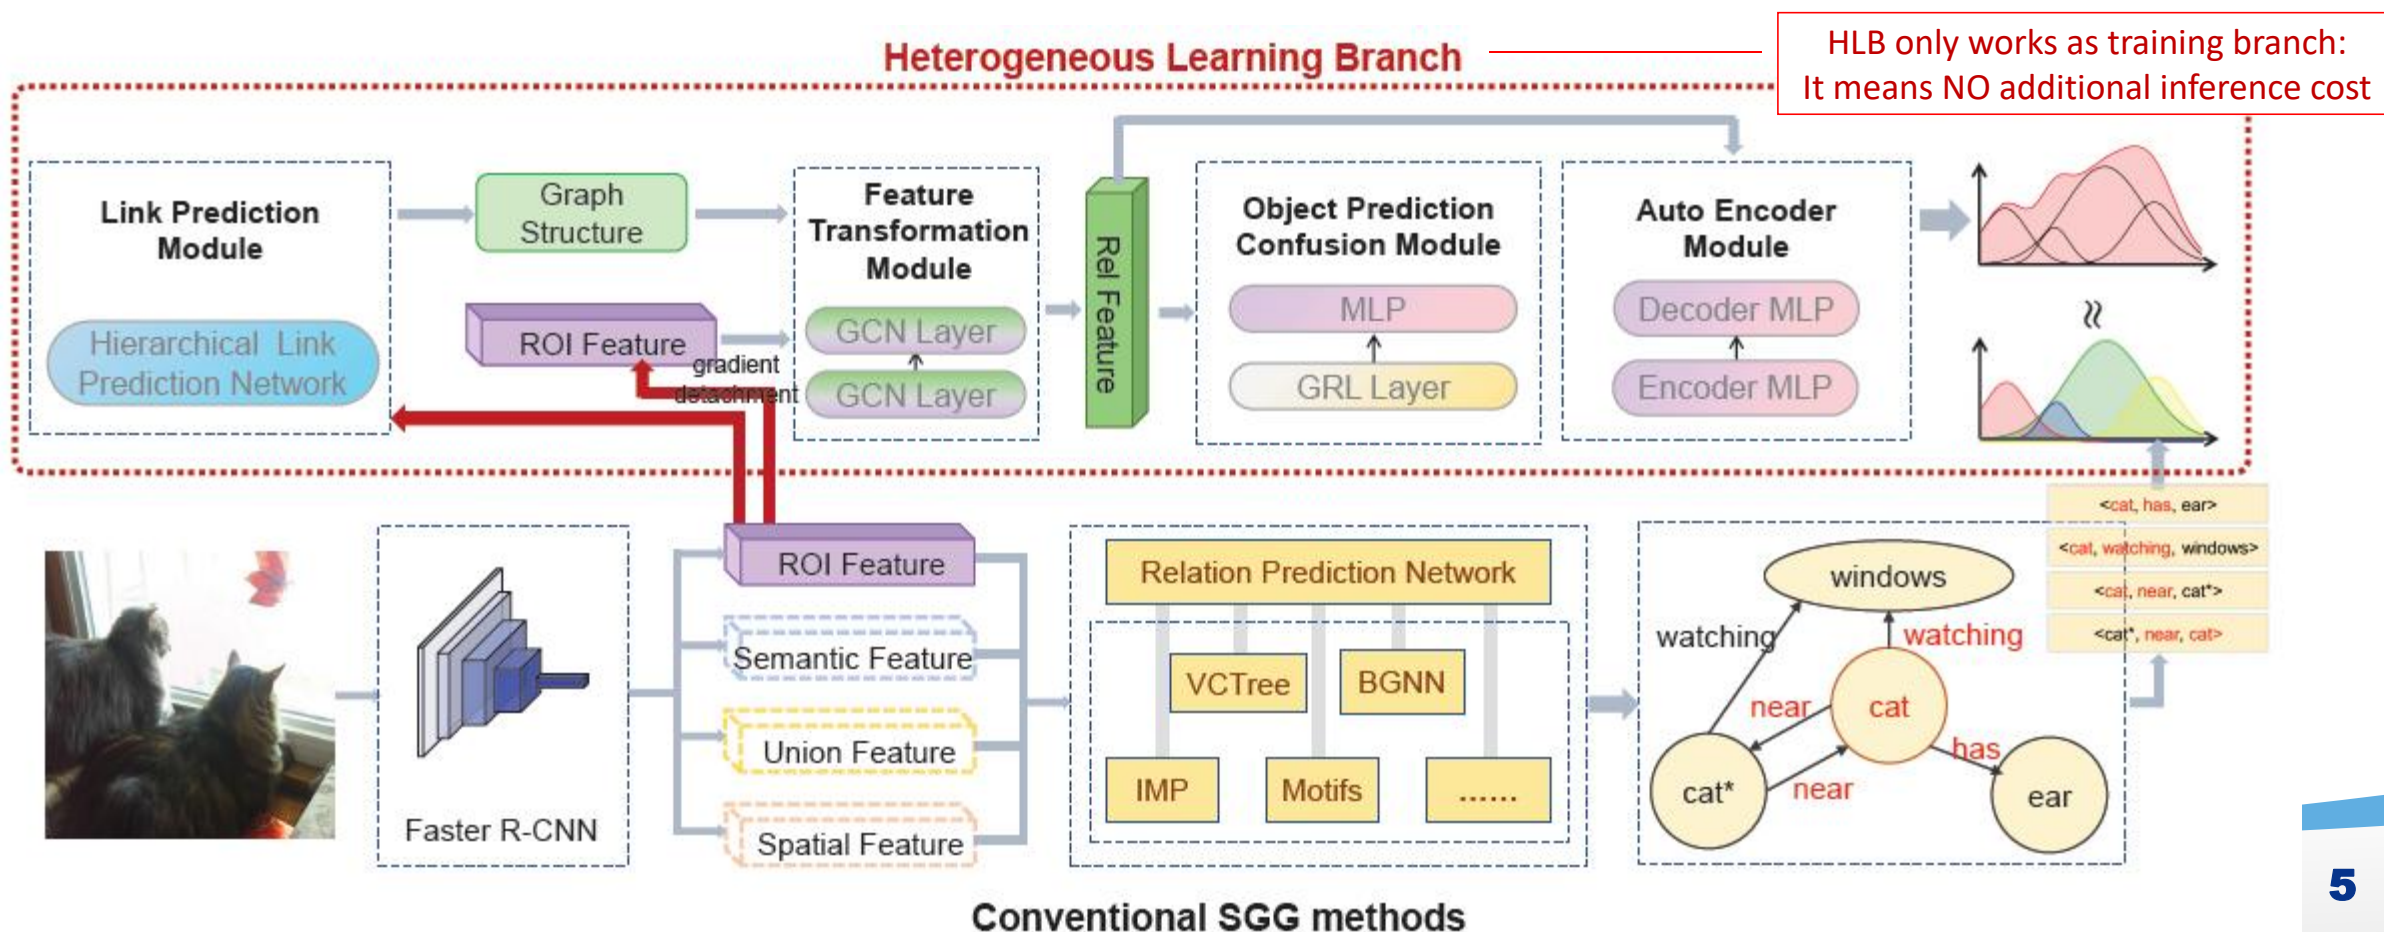 Heterogeneous Learning Branch
HLB only works as training branch:
It means NO additional inference cost
Link Prediction
Module
Hierarchical Link
Prediction Network
Graph
Structure
ROI Feature
gradient
detachment
Feature
Transformation
Module
GCN Layer
GCN Layer
Rel Feature
Object Prediction
Confusion Module
MLP
GRL Layer
Auto Encoder
Module
Decoder MLP
Encoder MLP
≈
Faster R-CNN
ROI Feature
Semantic Feature
Union Feature
Spatial Feature
Relation Prediction Network
VCTree
BGNN
IMP
Motifs
......
windows
watching
watching
near
cat
has
cat*
near
ear
<cat, has, ear>
<cat, watching, windows>
<cat, near, cat*>
<cat*, near, cat>
Conventional SGG methods
5